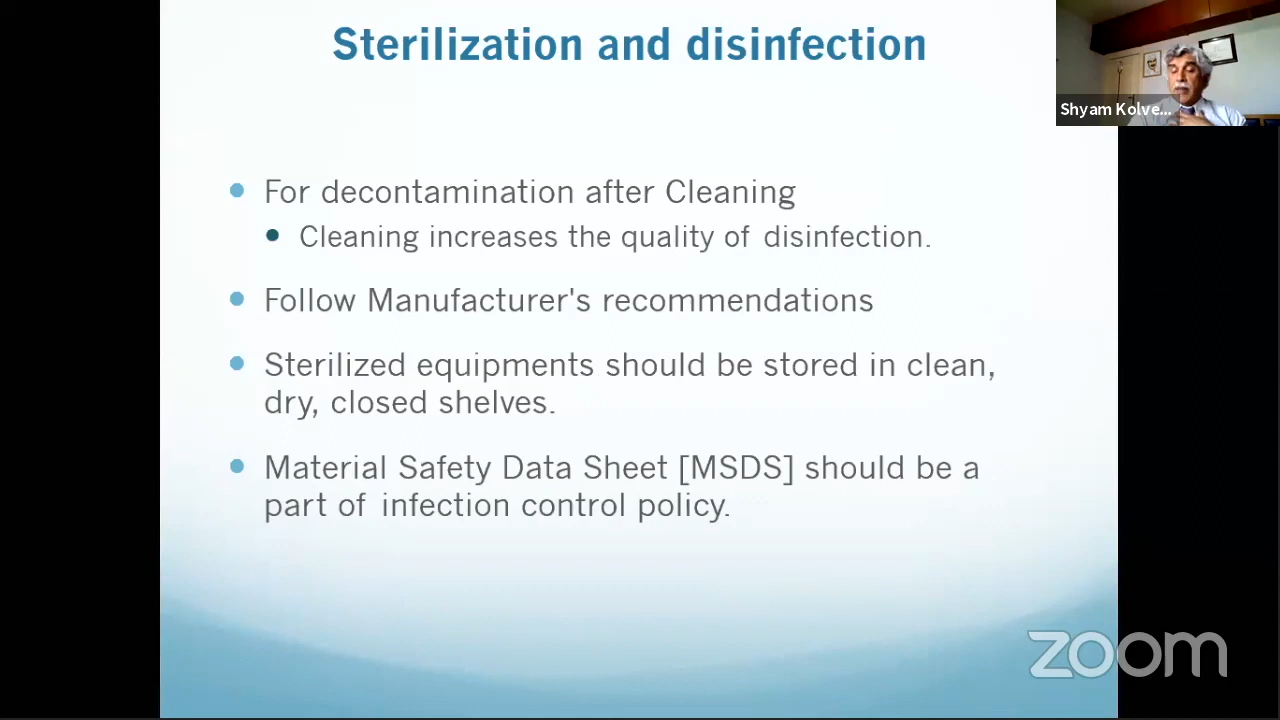 Sterilization and disinfection
Shyam Kolve...
For decontamination after Cleaning
Cleaning increases the quality of disinfection.
Follow Manufacturer's recommendations
Sterilized equipments should be stored in clean,
dry, closed shelves.
Material Safety Data Sheet [MSDS] should be a
part of infection control policy.
zoom